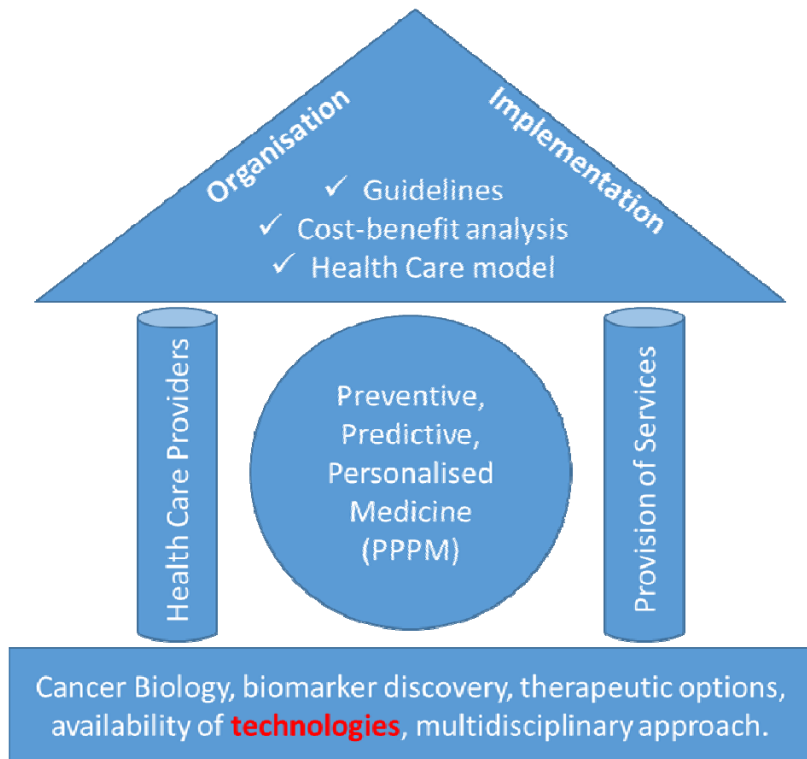 Organisation
Implementation
✓ Guidelines
✓ Cost-benefit analysis
✓ Health Care model
Health Care Providers
Preventive,
Predictive,
Personalised
Medicine
(PPPM)
Provision of Services
Cancer Biology, biomarker discovery, therapeutic options,
availability of technologies, multidisciplinary approach.